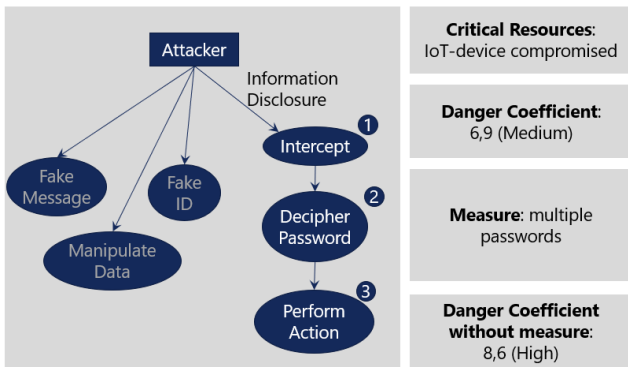 Attacker
Information
Disclosure
1
Intercept
Fake
Message
Fake
ID
2
Decipher
Password
Manipulate
Data
3
Perform
Action
Critical Resources:
IoT-device compromised
Danger Coefficient:
6,9 (Medium)
Measure: multiple
passwords
Danger Coefficient
without measure:
8,6 (High)